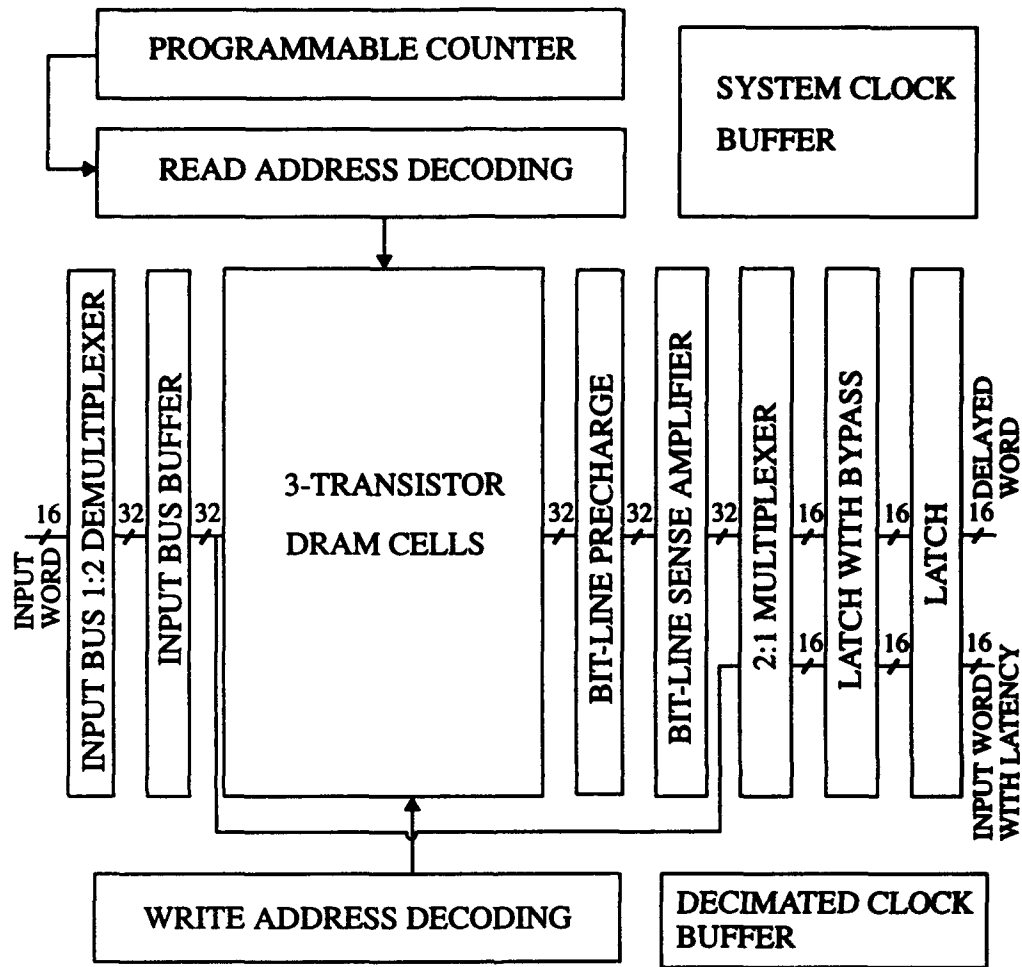 PROGRAMMABLE COUNTER
SYSTEM CLOCK
BUFFER
READ ADDRESS DECODING
INPUT
WORD
16
INPUT BUS 1:2 DEMULTIPLEXER
32
INPUT BUS BUFFER
32
3-TRANSISTOR
DRAM CELLS
32
BIT-LINE PRECHARGE
32
BIT-LINE SENSE AMPLIFIER
32
2:1 MULTIPLEXER
16
16
LATCH WITH BYPASS
16
16
LATCH
16
DELAYED
WORD
16
INPUT WORD
WITH LATENCY
WRITE ADDRESS DECODING
DECIMATED CLOCK
BUFFER